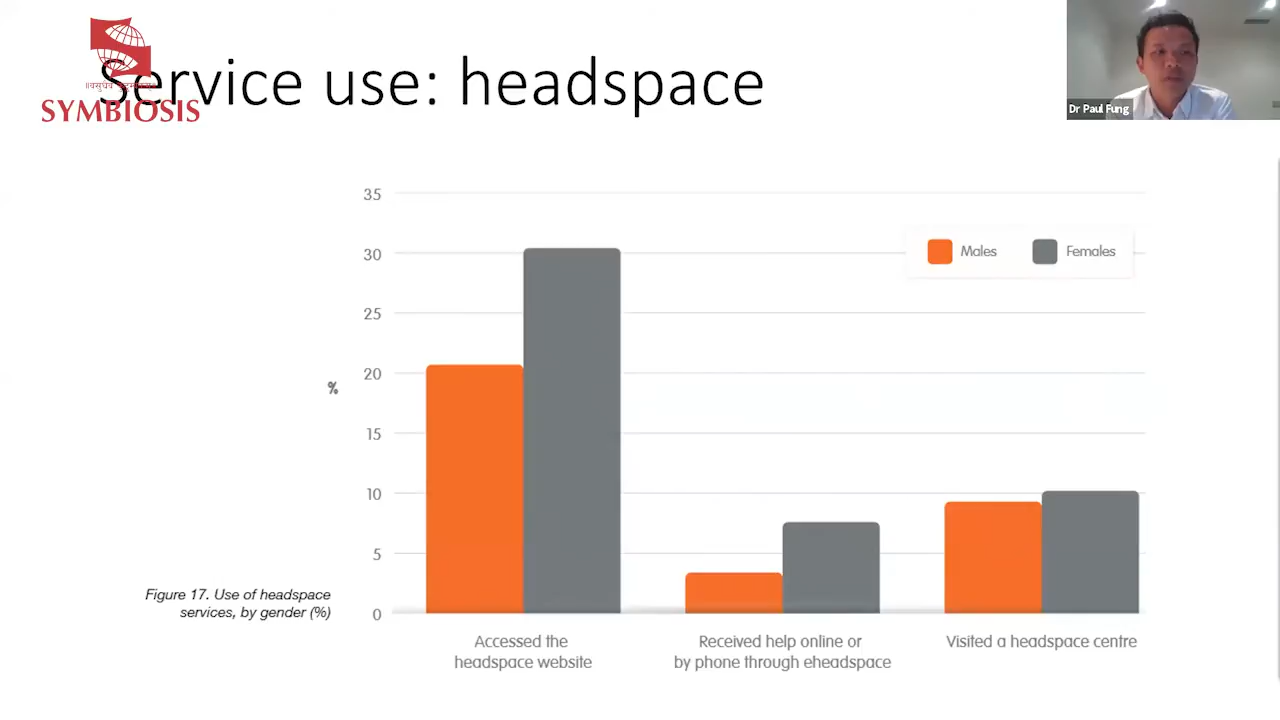 Service use: headspace
॥वसुधैव कुटुम्बकम्॥
SYMBIOSIS
Dr Paul Fung
35
30
25
20
15
10
5
0
%
Males
Females
Figure 17. Use of headspace
services, by gender (%)
Accessed the
headspace website
Received help online or
by phone through eheadspace
Visited a headspace centre